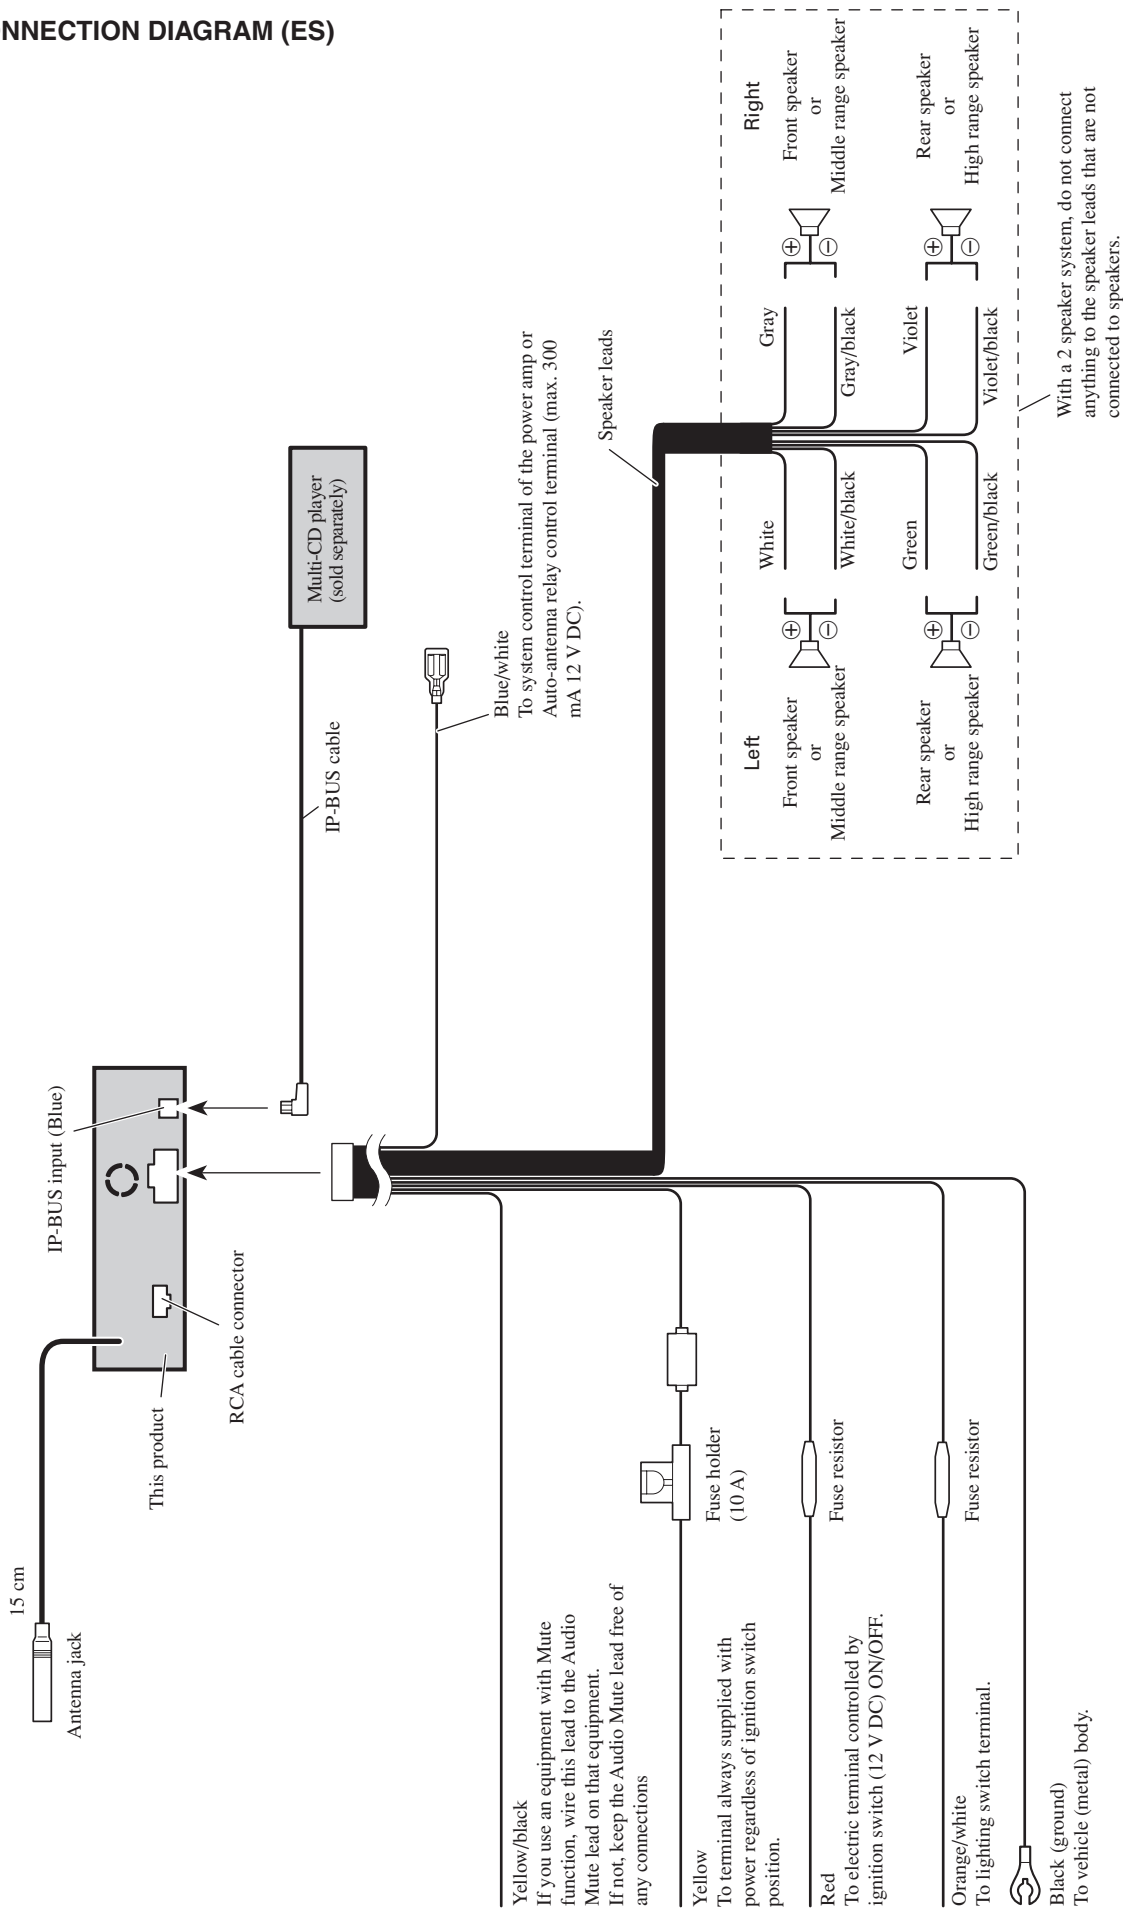 NNECTION DIAGRAM (ES)
15 cm
Antenna jack
This product
RCA cable connector
IP-BUS input (Blue)
IP-BUS cable
Multi-CD player
(sold separately)
Blue/white
To system control terminal of the power amp or
Auto-antenna relay control terminal (max. 300
mA 12 V DC).
Speaker leads
Yellow/black
If you use an equipment with Mute
function, wire this lead to the Audio
Mute lead on that equipment.
If not, keep the Audio Mute lead free of
any connections
Fuse holder
(10 A)
Yellow
To terminal always supplied with
power regardless of ignition switch
position.
Fuse resistor
Red
To electric terminal controlled by
ignition switch (12 V DC) ON/OFF.
Fuse resistor
Orange/white
To lighting switch terminal.
Black (ground)
To vehicle (metal) body.
Left
Front speaker
or
Middle range speaker
Rear speaker
or
High range speaker
+
−
+
−
White
White/black
Green
Green/black
Gray
Gray/black
Violet
Violet/black
+
−
+
−
Right
Front speaker
or
Middle range speaker
Rear speaker
or
High range speaker
With a 2 speaker system, do not connect
anything to the speaker leads that are not
connected to speakers.